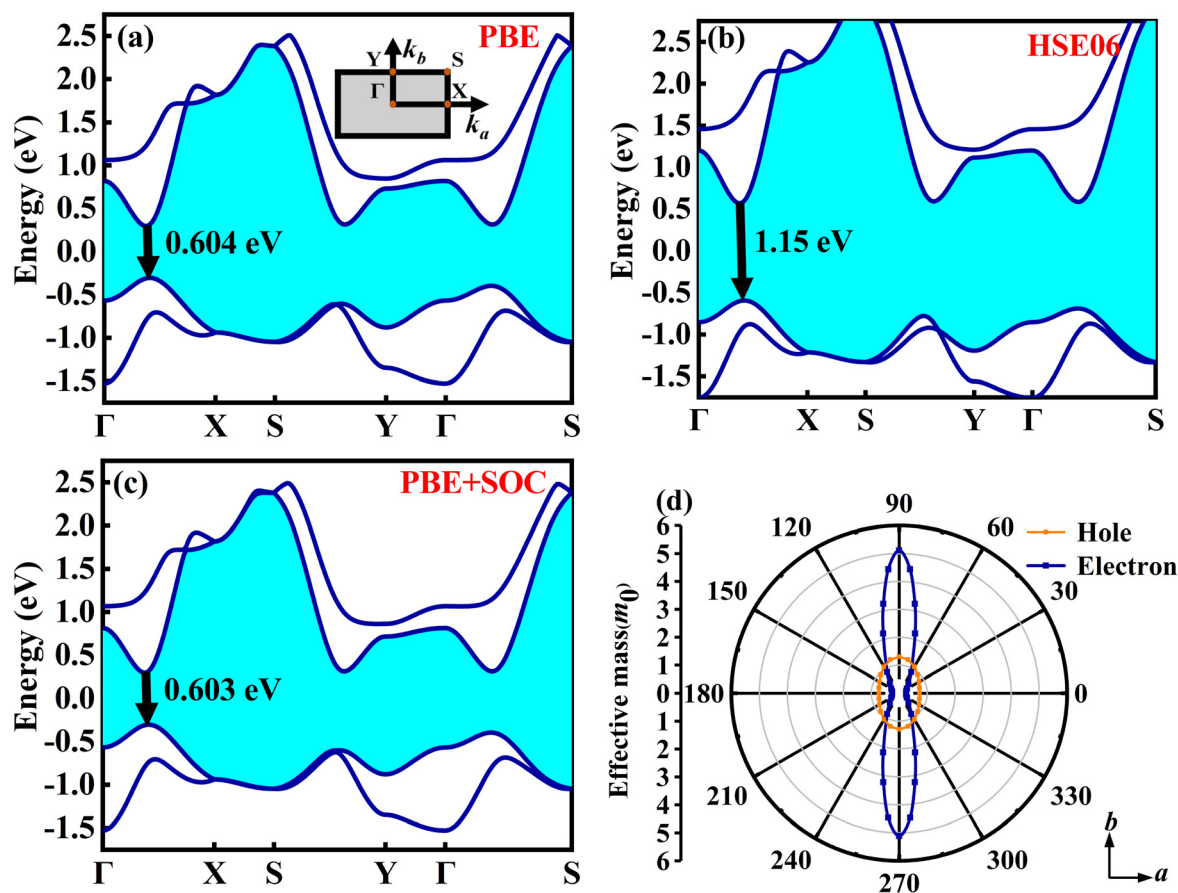 (a)
PBE
Energy (eV)
2.5
2.0
1.5
1.0
0.5
0.0
-0.5
-1.0
-1.5
Y
k_b
S
Γ
X
k_a
0.604 eV
Γ X S Y Γ S
(b)
HSE06
Energy (ev)
2.5
2.0
1.5
1.0
0.5
0.0
-0.5
-1.0
-1.5
1.15 eV
Γ X S Y Γ S
(c)
PBE+SOC
Energy (eV)
2.5
2.0
1.5
1.0
0.5
0.0
-0.5
-1.0
-1.5
0.603 eV
Γ X S Y Γ S
(d)
Effective mass(m_0)
6
5
4
3
2
1
0
1
2
3
4
5
6
90
120
60
150
30
180
0
210
330
240
300
270
Hole
Electron
b
a